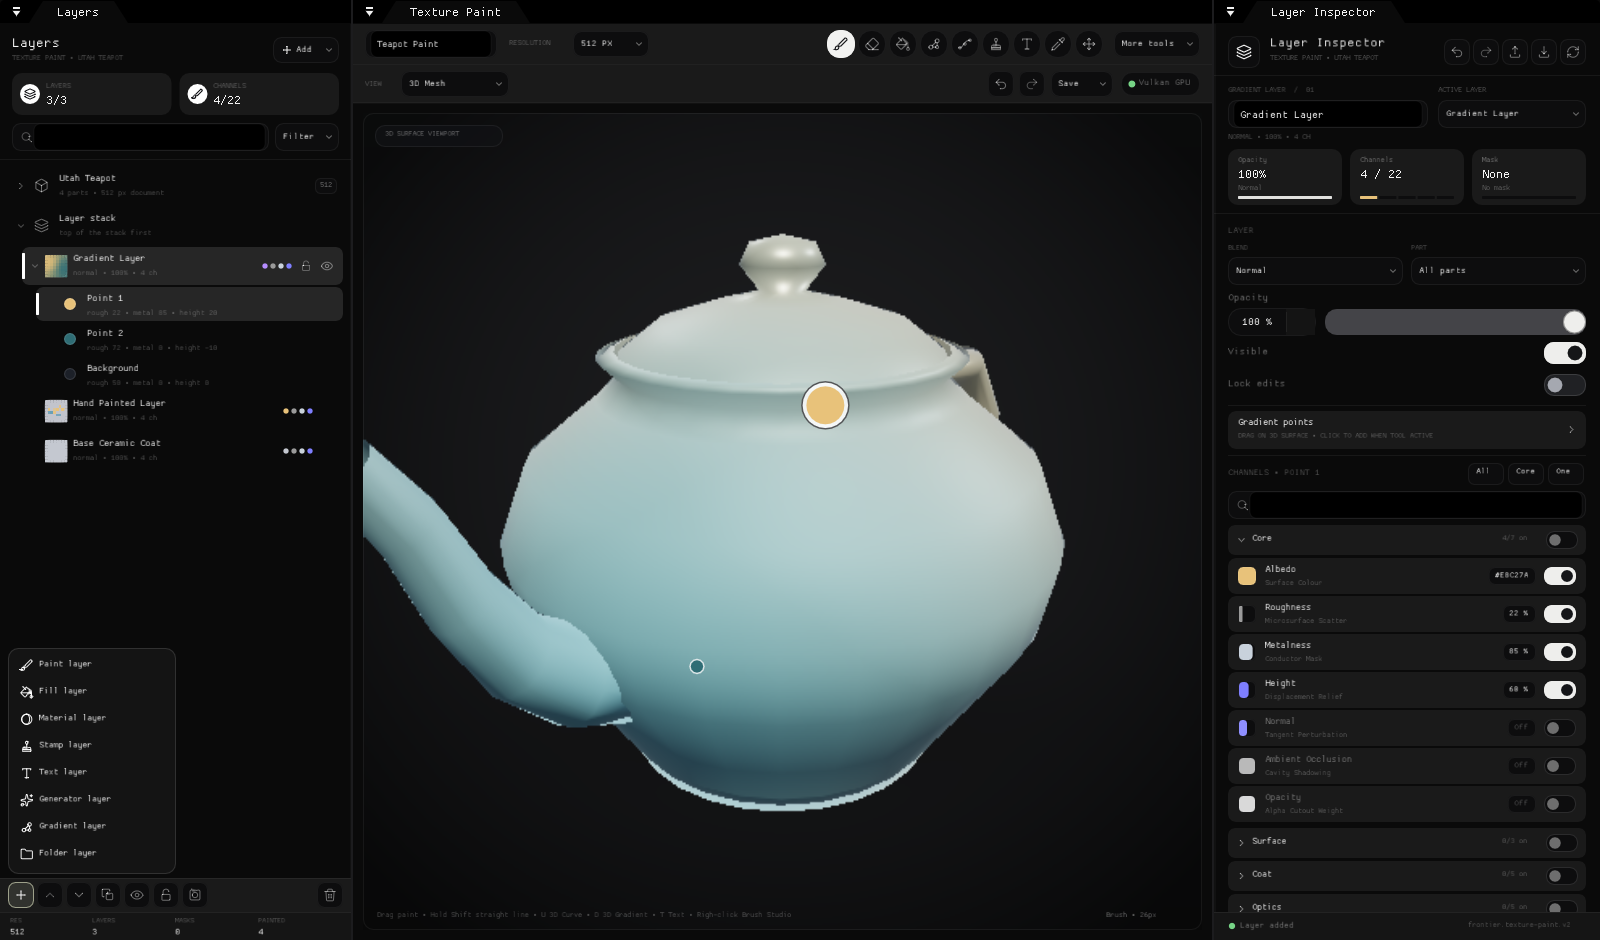 Layers
Texture Paint
Layer Inspector
Layers
TEXTURE PAINT • UTAH TEAPOT
Add
LAYERS
3/3
CHANNELS
4/22
Filter
Utah Teapot
4 parts • 512 px document
512
Layer stack
top of the stack first
Gradient Layer
normal • 100% • 4 ch
Point 1
rough 22 • metal 85 • height 20
Point 2
rough 72 • metal 0 • height -10
Background
rough 50 • metal 0 • height 0
Hand Painted Layer
normal • 100% • 4 ch
Base Ceramic Coat
normal • 100% • 4 ch
Paint layer
Fill layer
Material layer
Stamp layer
Text layer
Generator layer
Gradient layer
Folder layer
RES
512
LAYERS
3
MASKS
0
PAINTED
4
Teapot Paint
RESOLUTION
512 PX
More tools
VIEW
3D Mesh
Save
Vulkan GPU
3D SURFACE VIEWPORT
Drag paint • Hold Shift straight line • U 3D Curve • D 3D Gradient • T Text • Righ-click Brush Studio
Brush • 26px
Layer Inspector
TEXTURE PAINT • UTAH TEAPOT
GRADIENT LAYER / 01
Gradient Layer
NORMAL • 100% • 4 CH
ACTIVE LAYER
Gradient Layer
Opacity
100%
Normal
Channels
4 / 22
Mask
None
No mask
LAYER
BLEND
Normal
PART
All parts
Opacity
100 %
Visible
Lock edits
Gradient points
DRAG ON 3D SURFACE • CLICK TO ADD WHEN TOOL ACTIVE
CHANNELS • POINT 1
All
Core
One
Core
4/7 on
Albedo
Surface Colour
#E8C27A
Roughness
Microsurface Scatter
22 %
Metalness
Conductor Mask
85 %
Height
Displacement Relief
60 %
Normal
Tangent Perturbation
Off
Ambient Occlusion
Cavity Shadowing
Off
Opacity
Alpha Cutout Weight
Off
Surface
0/3 on
Coat
0/5 on
Optics
0/5 on
Layer added
frontier.texture-paint v2